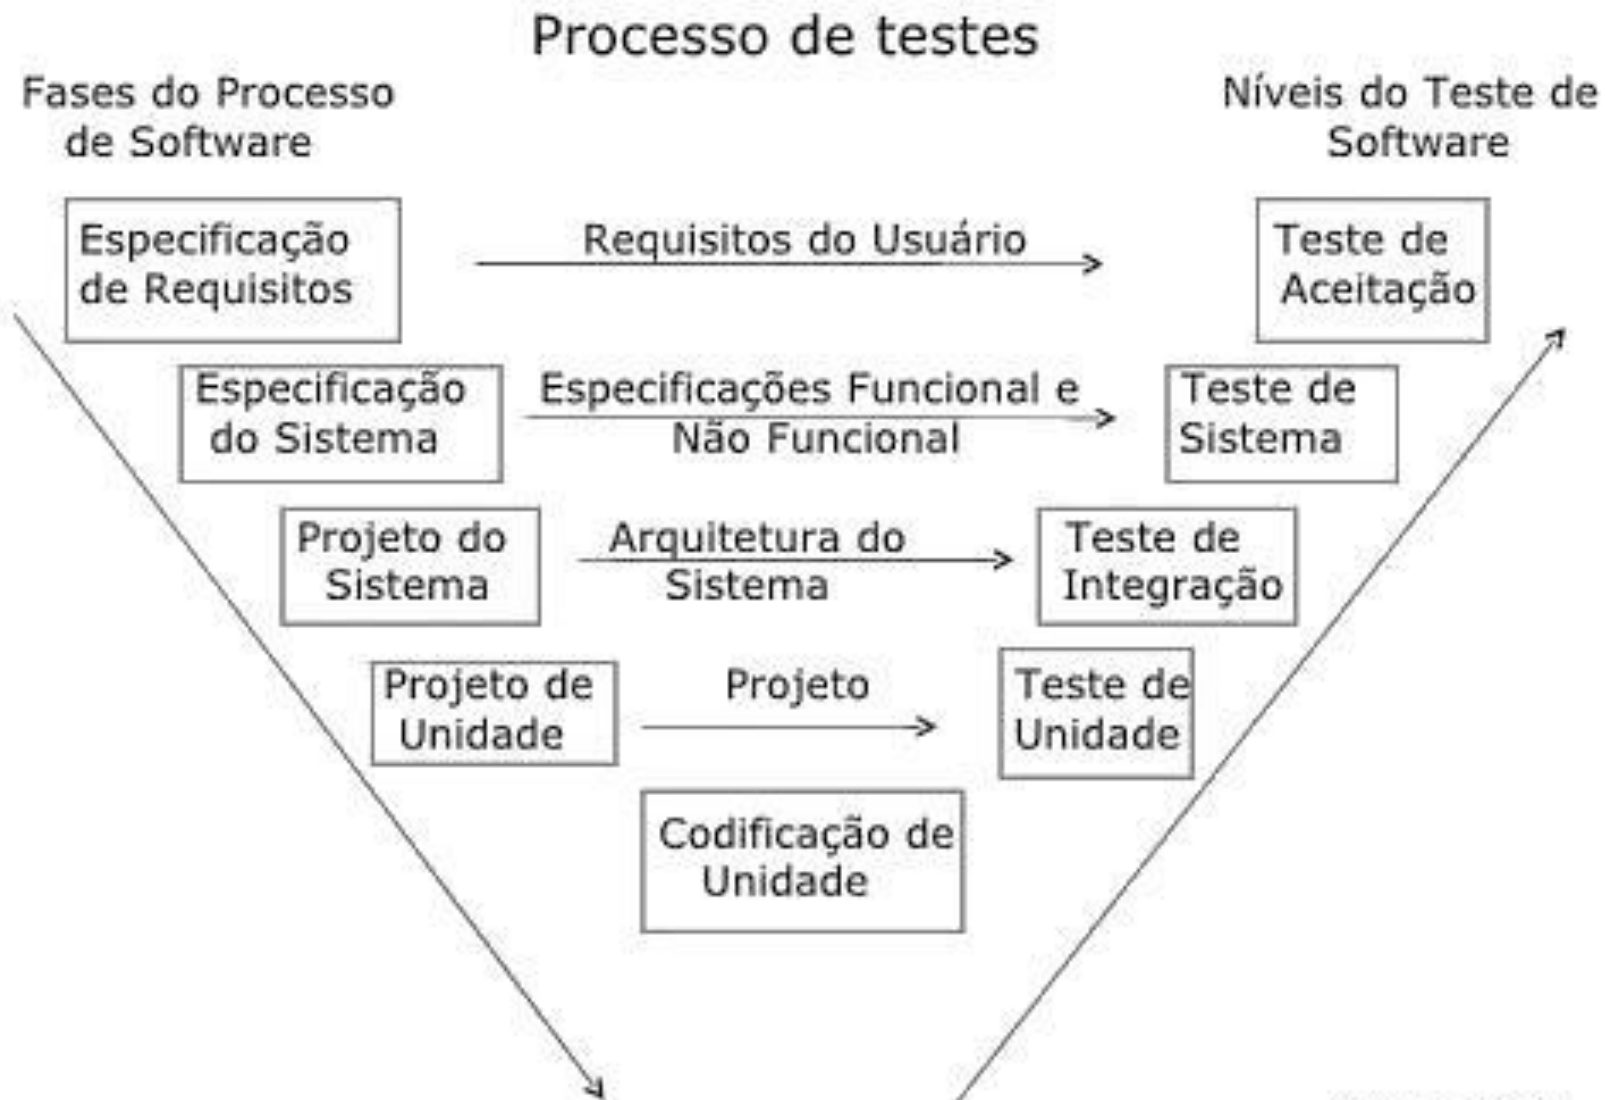 Processo de testes
Fases do Processo
de Software
Níveis do Teste de
Software
Especificação
de Requisitos
Requisitos do Usuário
Teste de
Aceitação
Especificação
do Sistema
Especificações Funcional e
Não Funcional
Teste de
Sistema
Projeto do
Sistema
Arquitetura do
Sistema
Teste de
Integração
Projeto de
Unidade
Projeto
Teste de
Unidade
Codificação de
Unidade